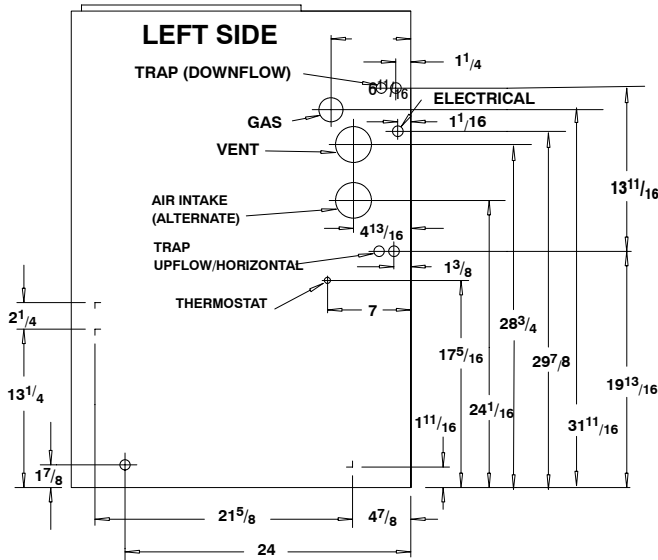 LEFT SIDE
TRAP (DOWNFLOW)
1 1/4
6 11/16
ELECTRICAL
GAS
1 1/16
VENT
13 11/16
AIR INTAKE
(ALTERNATE)
4 13/16
TRAP
UPFLOW/HORIZONTAL
1 3/8
THERMOSTAT
7
2 1/4
28 3/4
17 5/16
29 7/8
19 13/16
13 1/4
24 1/16
1 11/16
31 11/16
1 7/8
21 5/8
4 7/8
24